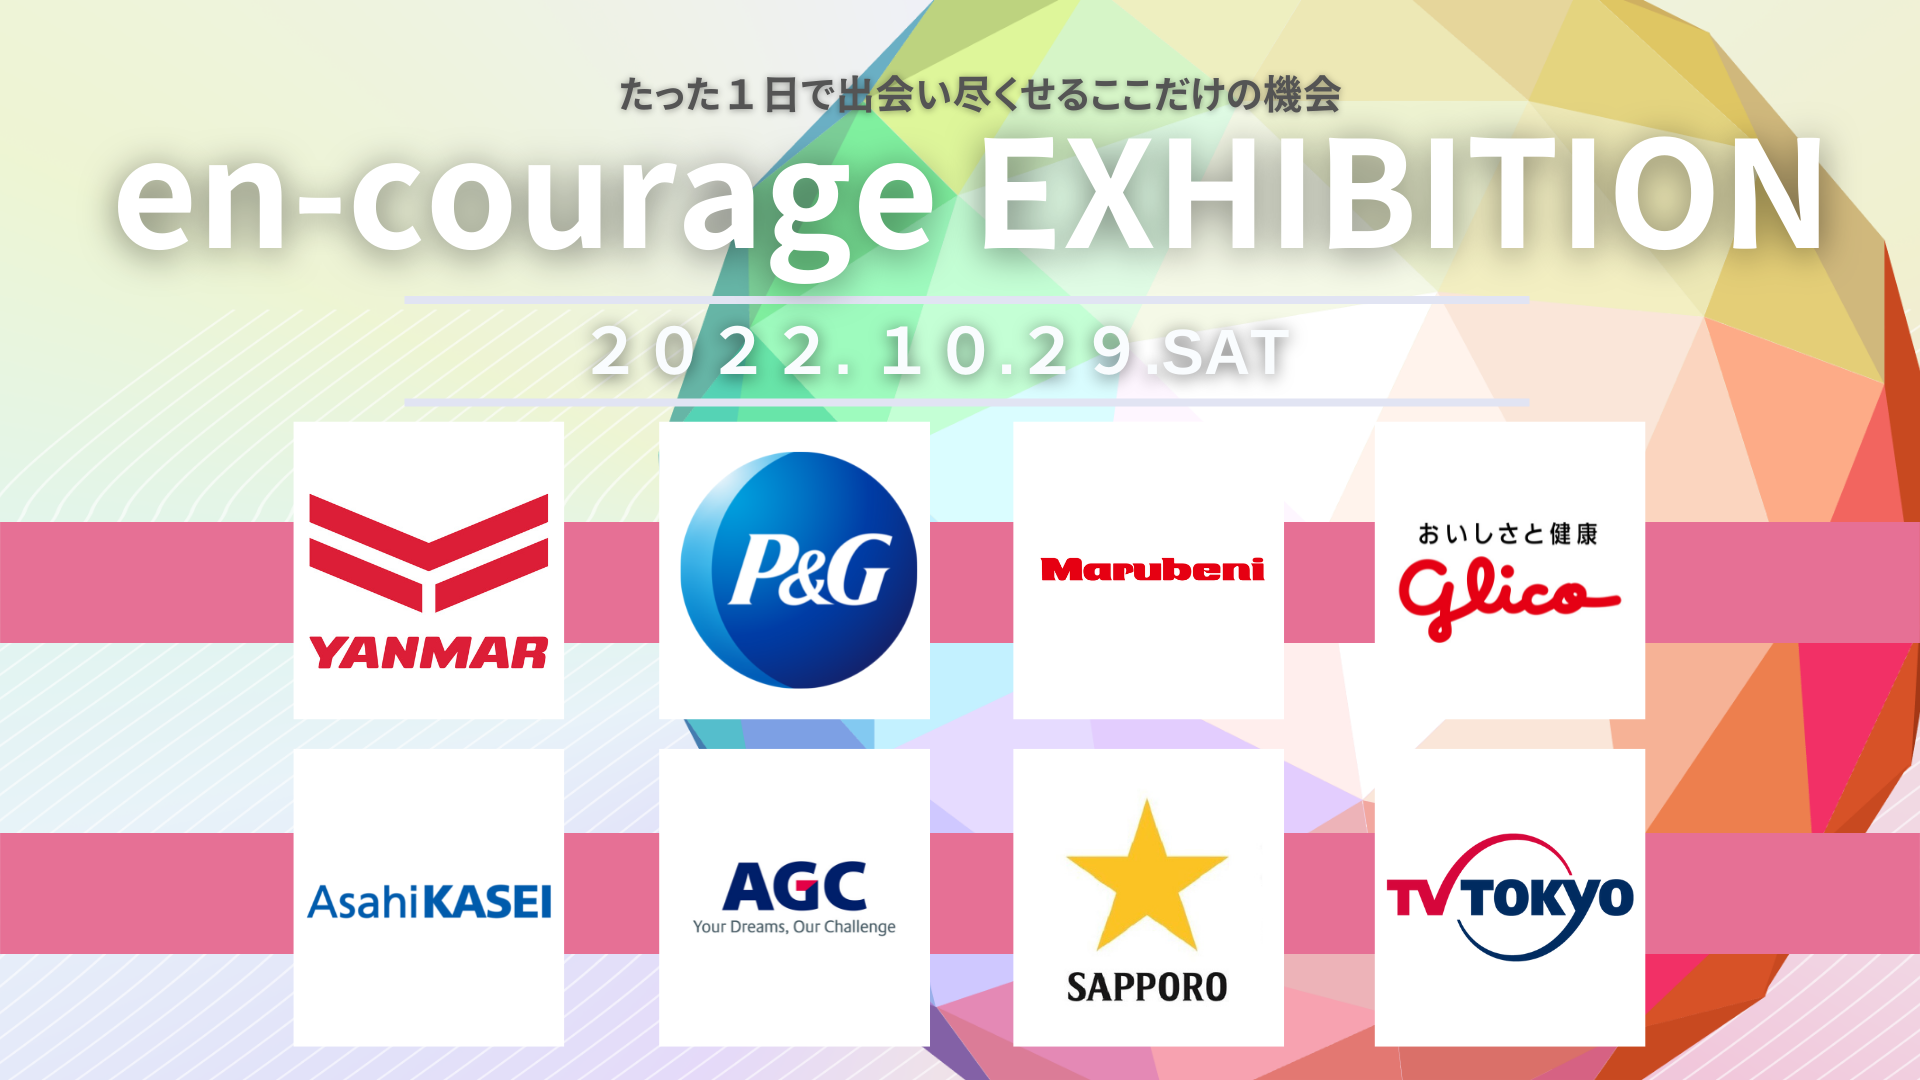 たった１日で出会い尽くせるここだけの機会
en-courage EXHIBITION
２０２２.１０.２９.SAT
YANMAR
P&G
Marubeni
おいしさと健康
Glico
AsahiKASEI
AGC
Your Dreams, Our Challenge
SAPPORO
TV TOKYO